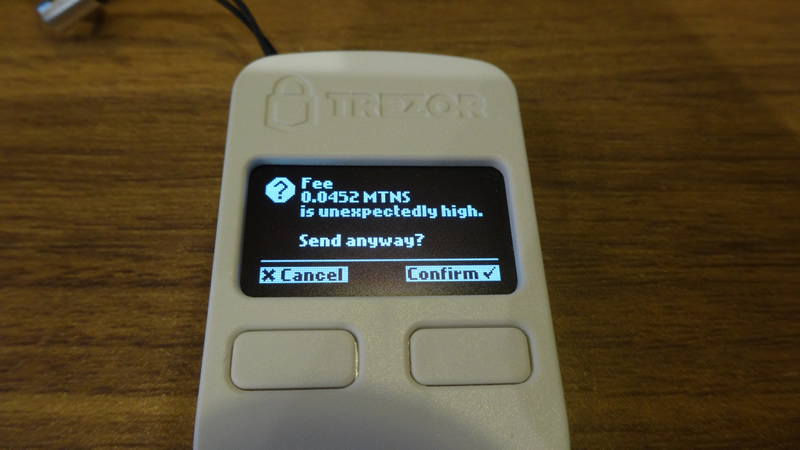 TREZOR
?
Fee
0.0452 MTNS
is unexpectedly high.
Send anyway?
× Cancel
Confirm ✓